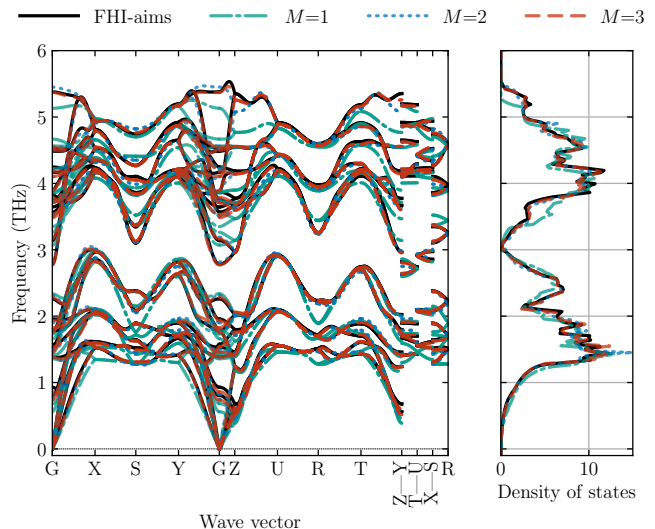 FHI-aims M=1 M=2 M=3
6
5
4
3
2
1
0
Frequency (THz)
G X S Y G Z U R T Z—Y T—U X—S R
Wave vector
0 10
Density of states